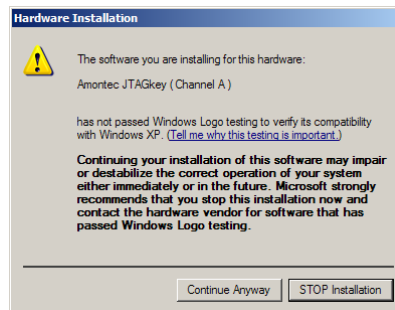 Hardware Installation
The software you are installing for this hardware:
Amontec JTAGkey ( Channel A )
has not passed Windows Logo testing to verify its compatibility
with Windows XP. (Tell me why this testing is important.)
Continuing your installation of this software may impair
or destabilize the correct operation of your system
either immediately or in the future. Microsoft strongly
recommends that you stop this installation now and
contact the hardware vendor for software that has
passed Windows Logo testing.
Continue Anyway
STOP Installation